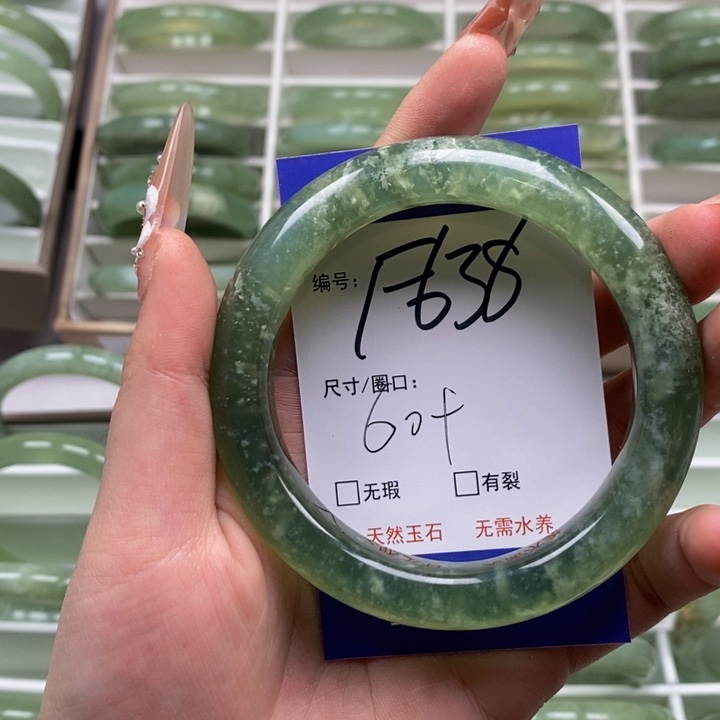 编号: F638
尺寸/圈口:
60+
□无瑕 □有裂
天然玉石 无需水养